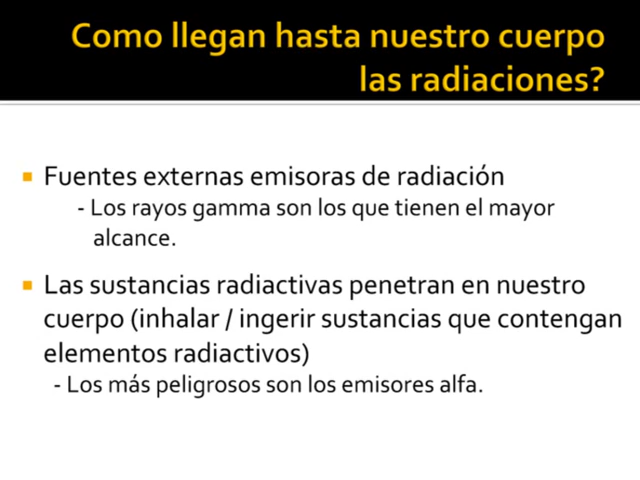 Como llegan hasta nuestro cuerpo
las radiaciones?
Fuentes externas emisoras de radiación
- Los rayos gamma son los que tienen el mayor
alcance.
Las sustancias radiactivas penetran en nuestro
cuerpo (inhalar / ingerir sustancias que contengan
elementos radiactivos)
- Los más peligrosos son los emisores alfa.